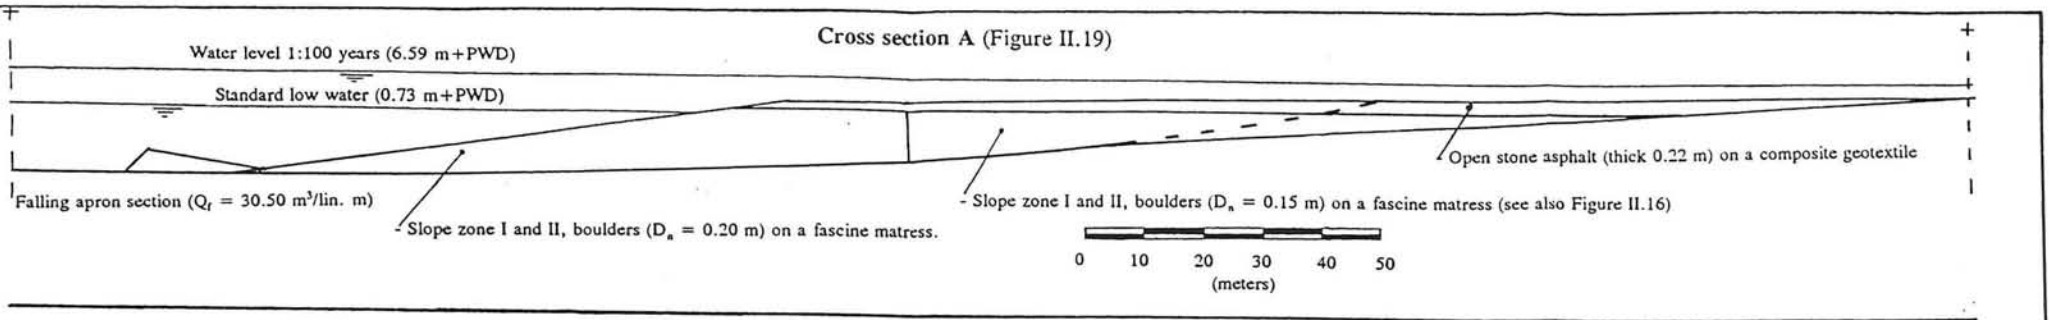 Cross section A (Figure II.19)
Water level 1:100 years (6.59 m+PWD)
Standard low water (0.73 m+PWD)
Open stone asphalt (thick 0.22 m) on a composite geotextile
Falling apron section (Qf = 30.50 m³/lin. m)
- Slope zone I and II, boulders (Dn = 0.15 m) on a fascine matress (see also Figure II.16)
- Slope zone I and II, boulders (Dn = 0.20 m) on a fascine matress.
0 10 20 30 40 50
(meters)